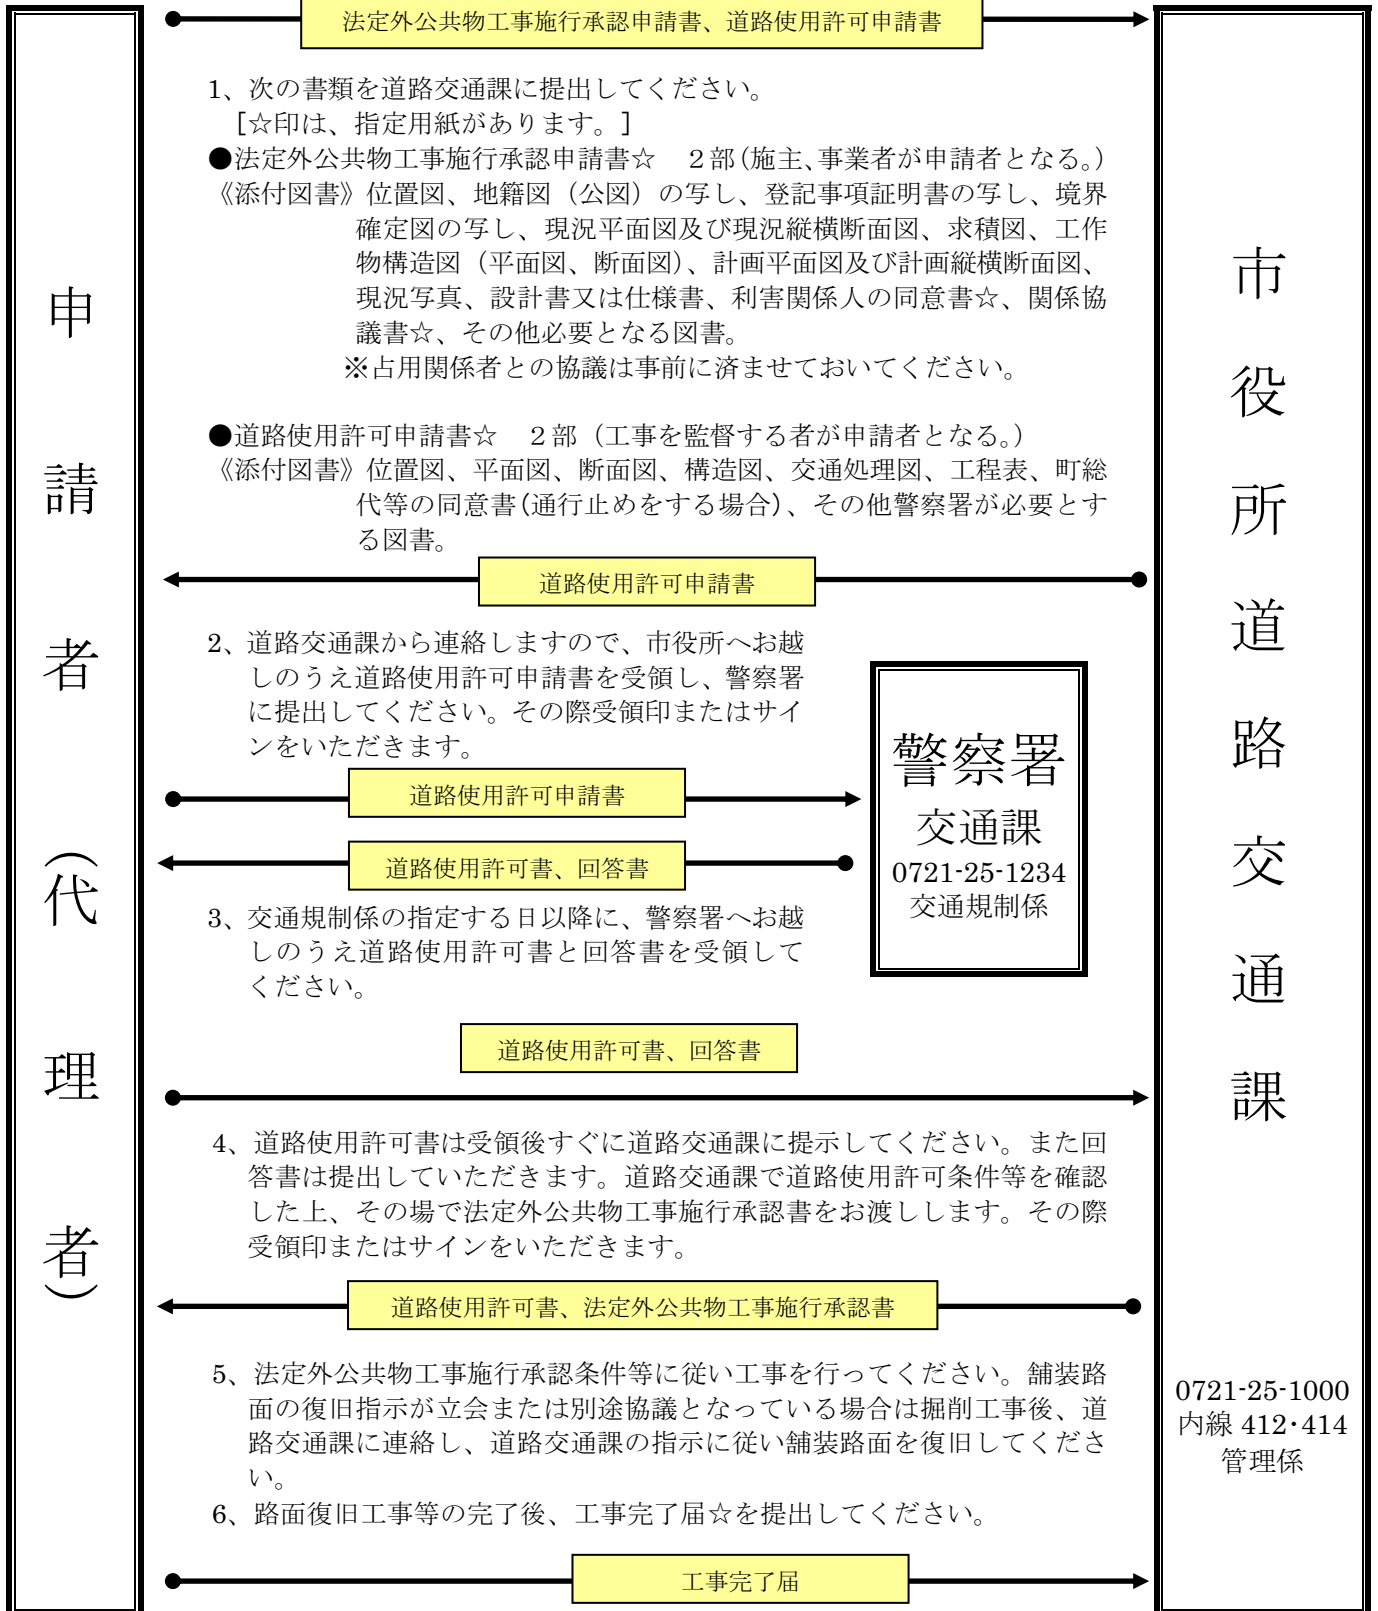 法定外公共物工事施行承認申請書、道路使用許可申請書
1、次の書類を道路交通課に提出してください。
[☆印は、指定用紙があります。]
●法定外公共物工事施行承認申請書☆　２部(施主、事業者が申請者となる。)
《添付図書》位置図、地籍図（公図）の写し、登記事項証明書の写し、境界
確定図の写し、現況平面図及び現況縦横断面図、求積図、工作
物構造図（平面図、断面図）、計画平面図及び計画縦横断面図、
現況写真、設計書又は仕様書、利害関係人の同意書☆、関係協
議書☆、その他必要となる図書。
※占用関係者との協議は事前に済ませておいてください。
●道路使用許可申請書☆　２部（工事を監督する者が申請者となる。）
《添付図書》位置図、平面図、断面図、構造図、交通処理図、工程表、町総
代等の同意書(通行止めをする場合)、その他警察署が必要とす
る図書。
道路使用許可申請書
2、道路交通課から連絡しますので、市役所へお越
しのうえ道路使用許可申請書を受領し、警察署
に提出してください。その際受領印またはサイ
ンをいただきます。
道路使用許可申請書
道路使用許可書、回答書
3、交通規制係の指定する日以降に、警察署へお越
しのうえ道路使用許可書と回答書を受領して
ください。
警察署
交通課
0721-25-1234
交通規制係
道路使用許可書、回答書
4、道路使用許可書は受領後すぐに道路交通課に提示してください。また回
答書は提出していただきます。道路交通課で道路使用許可条件等を確認
した上、その場で法定外公共物工事施行承認書をお渡しします。その際
受領印またはサインをいただきます。
道路使用許可書、法定外公共物工事施行承認書
5、法定外公共物工事施行承認条件等に従い工事を行ってください。舗装路
面の復旧指示が立会または別途協議となっている場合は掘削工事後、道
路交通課に連絡し、道路交通課の指示に従い舗装路面を復旧してくださ
い。
6、路面復旧工事等の完了後、工事完了届☆を提出してください。
工事完了届
申請者（代理者）
市役所道路交通課
0721-25-1000
内線 412･414
管理係